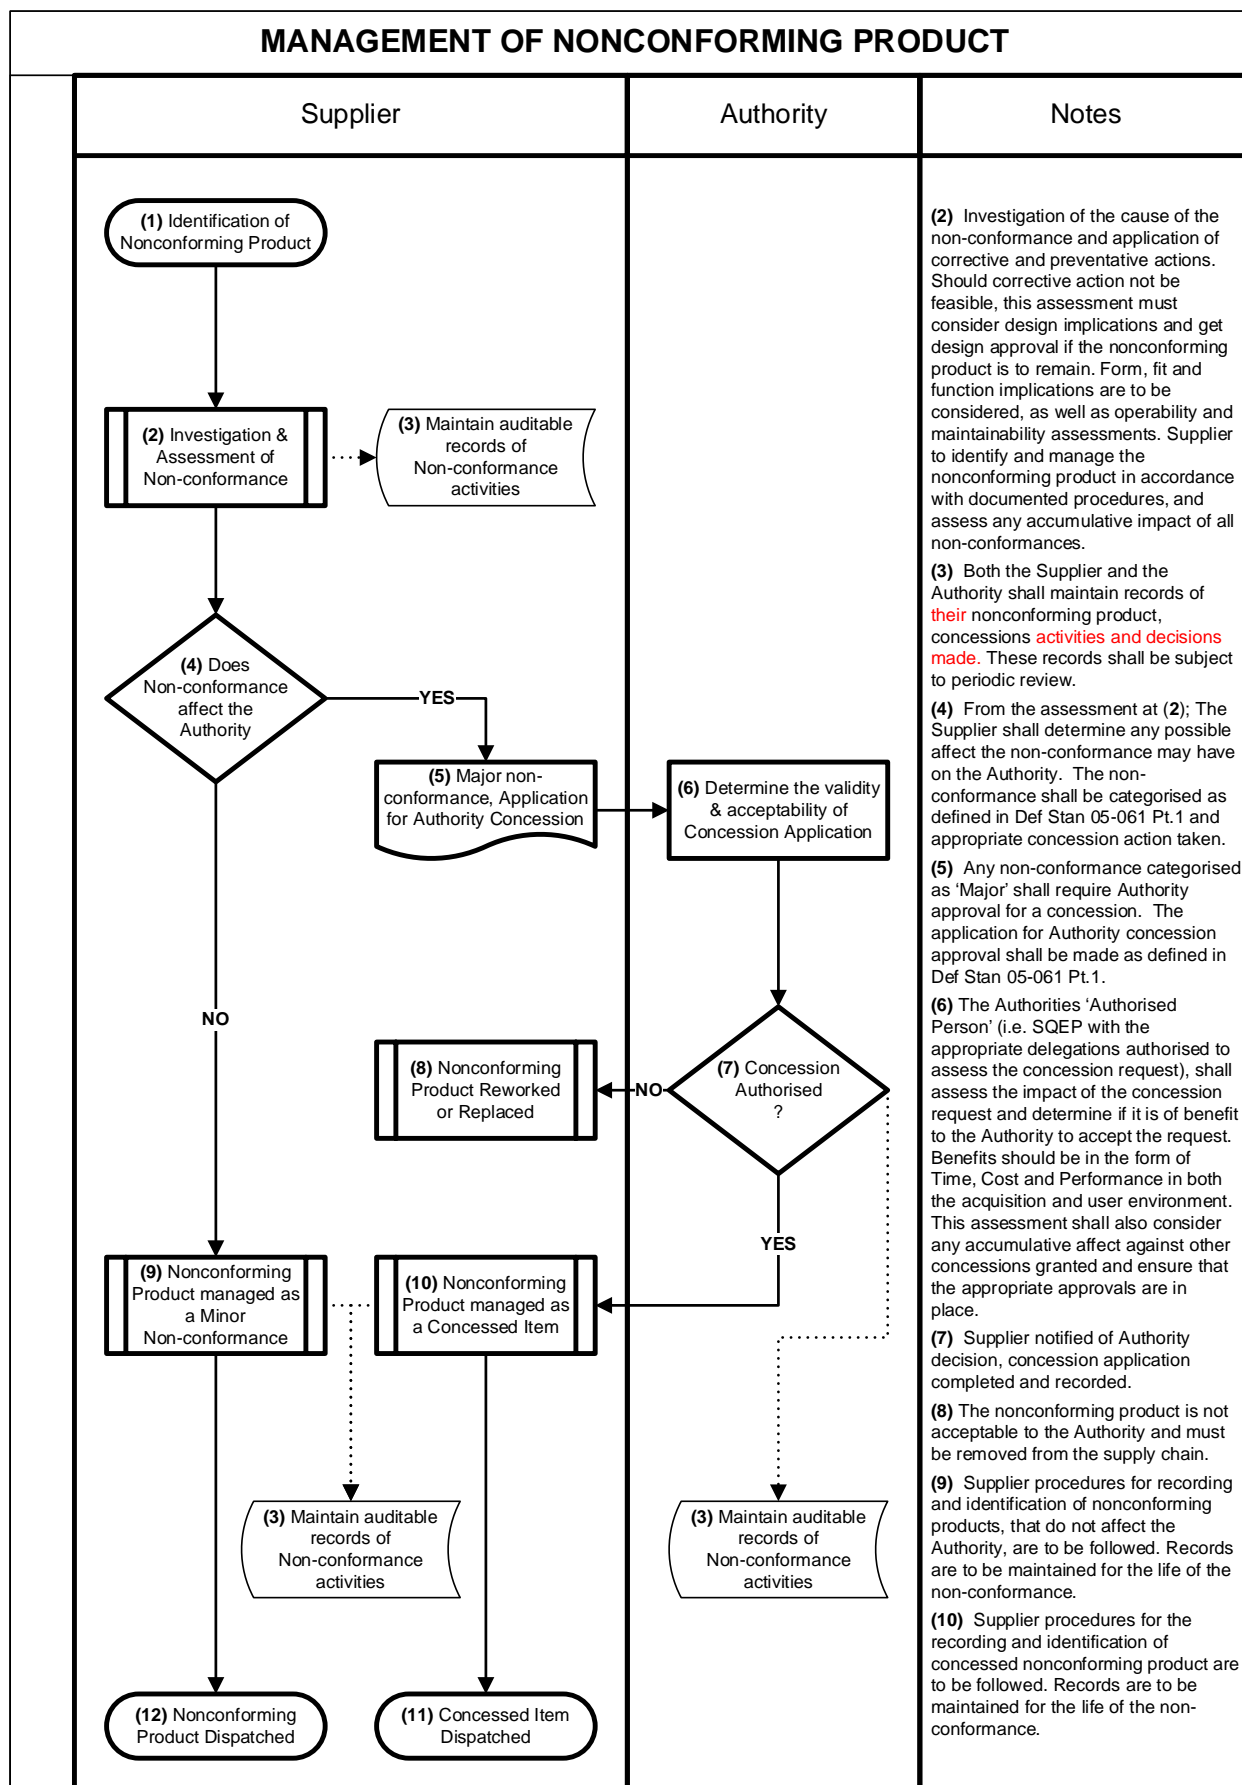 MANAGEMENT OF NONCONFORMING PRODUCT
Supplier
Authority
Notes
(1) Identification of
Nonconforming Product
(2) Investigation &
Assessment of
Non-conformance
(3) Maintain auditable
records of
Non-conformance
activities
(4) Does
Non-conformance
affect the
Authority
YES
NO
(5) Major non-
conformance, Application
for Authority Concession
(6) Determine the validity
& acceptability of
Concession Application
(7) Concession
Authorised
?
NO
YES
(8) Nonconforming
Product Reworked
or Replaced
(9) Nonconforming
Product managed as
a Minor
Non-conformance
(10) Nonconforming
Product managed as
a Concessed Item
(3) Maintain auditable
records of
Non-conformance
activities
(3) Maintain auditable
records of
Non-conformance
activities
(12) Nonconforming
Product Dispatched
(11) Concessed Item
Dispatched
(2) Investigation of the cause of the
non-conformance and application of
corrective and preventative actions.
Should corrective action not be
feasible, this assessment must
consider design implications and get
design approval if the nonconforming
product is to remain. Form, fit and
function implications are to be
considered, as well as operability and
maintainability assessments. Supplier
to identify and manage the
nonconforming product in accordance
with documented procedures, and
assess any accumulative impact of all
non-conformances.
(3) Both the Supplier and the
Authority shall maintain records of
their nonconforming product,
concessions activities and decisions
made. These records shall be subject
to periodic review.
(4) From the assessment at (2); The
Supplier shall determine any possible
affect the non-conformance may have
on the Authority. The non-
conformance shall be categorised as
defined in Def Stan 05-061 Pt.1 and
appropriate concession action taken.
(5) Any non-conformance categorised
as ‘Major’ shall require Authority
approval for a concession. The
application for Authority concession
approval shall be made as defined in
Def Stan 05-061 Pt.1.
(6) The Authorities ‘Authorised
Person’ (i.e. SQEP with the
appropriate delegations authorised to
assess the concession request), shall
assess the impact of the concession
request and determine if it is of benefit
to the Authority to accept the request.
Benefits should be in the form of
Time, Cost and Performance in both
the acquisition and user environment.
This assessment shall also consider
any accumulative affect against other
concessions granted and ensure that
the appropriate approvals are in
place.
(7) Supplier notified of Authority
decision, concession application
completed and recorded.
(8) The nonconforming product is not
acceptable to the Authority and must
be removed from the supply chain.
(9) Supplier procedures for recording
and identification of nonconforming
products, that do not affect the
Authority, are to be followed. Records
are to be maintained for the life of the
non-conformance.
(10) Supplier procedures for the
recording and identification of
concessed nonconforming product are
to be followed. Records are to be
maintained for the life of the non-
conformance.